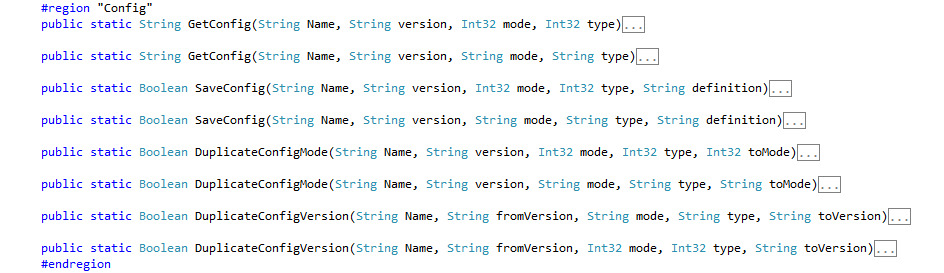 #region "Config"
public static String GetConfig(String Name, String version, Int32 mode, Int32 type)...
public static String GetConfig(String Name, String version, String mode, String type)...
public static Boolean SaveConfig(String Name, String version, Int32 mode, Int32 type, String definition)...
public static Boolean SaveConfig(String Name, String version, String mode, String type, String definition)...
public static Boolean DuplicateConfigMode(String Name, String version, Int32 mode, Int32 type, Int32 toMode)...
public static Boolean DuplicateConfigMode(String Name, String version, String mode, String type, String toMode)...
public static Boolean DuplicateConfigVersion(String Name, String fromVersion, String mode, String type, String toVersion)...
public static Boolean DuplicateConfigVersion(String Name, String fromVersion, Int32 mode, Int32 type, String toVersion)...
#endregion